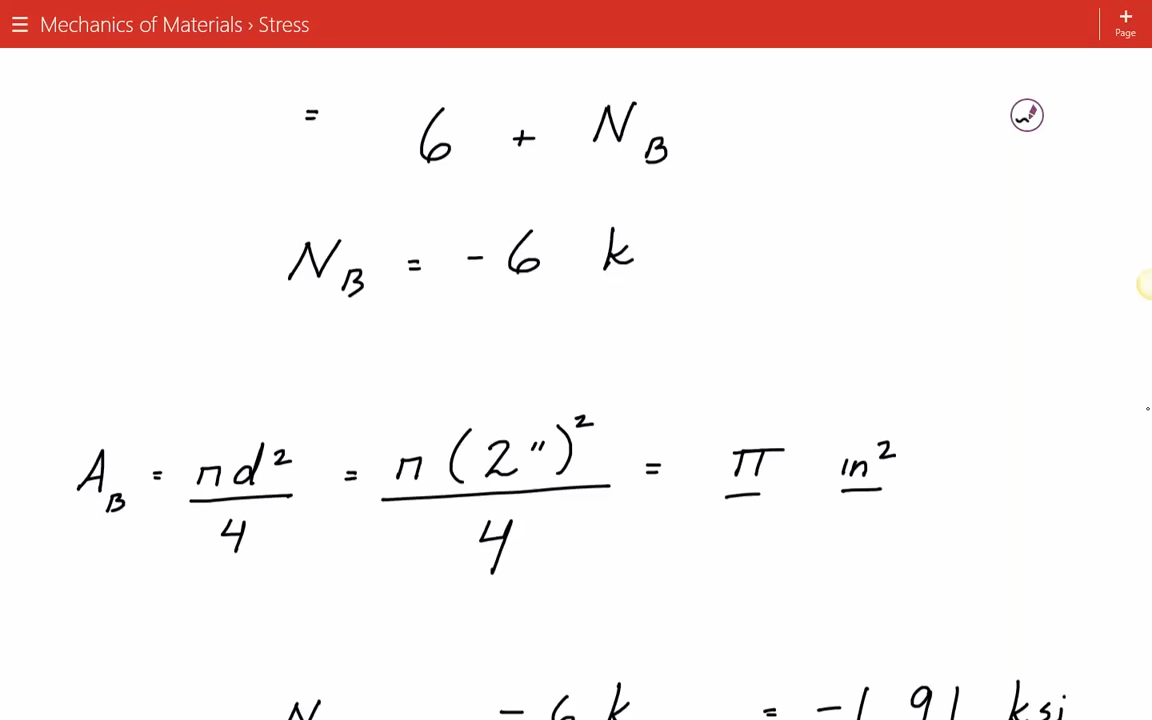 Mechanics of Materials › Stress
Page
= 6 + N_B
N_B = -6 k
A_B = πd²/4 = π(2")²/4 = π in²
N -6 k = -1.91 ksi